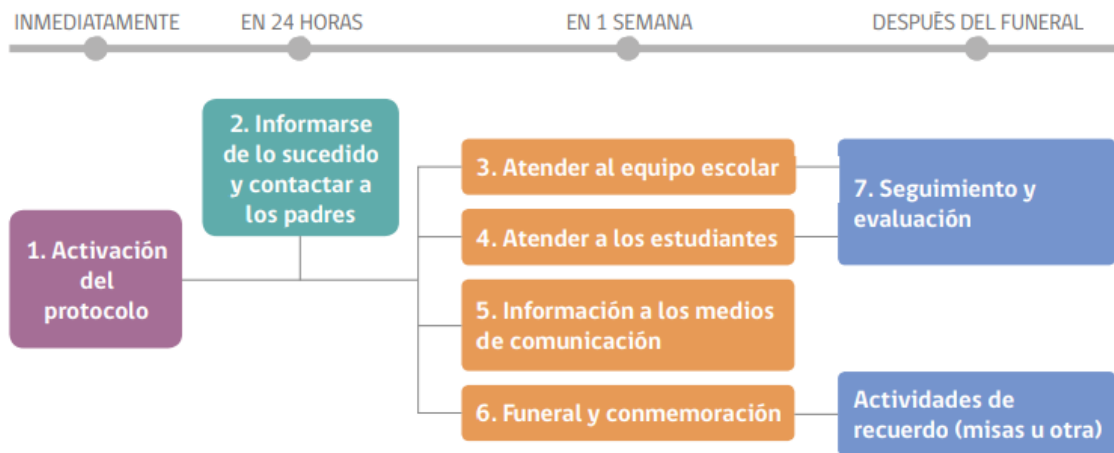 INMEDIATAMENTE
EN 24 HORAS
EN 1 SEMANA
DESPUÉS DEL FUNERAL
1. Activación
del
protocolo
2. Informarse
de lo sucedido
y contactar a
los padres
3. Atender al equipo escolar
4. Atender a los estudiantes
5. Información a los medios
de comunicación
6. Funeral y conmemoración
7. Seguimiento y
evaluación
Actividades de
recuerdo (misas u otra)